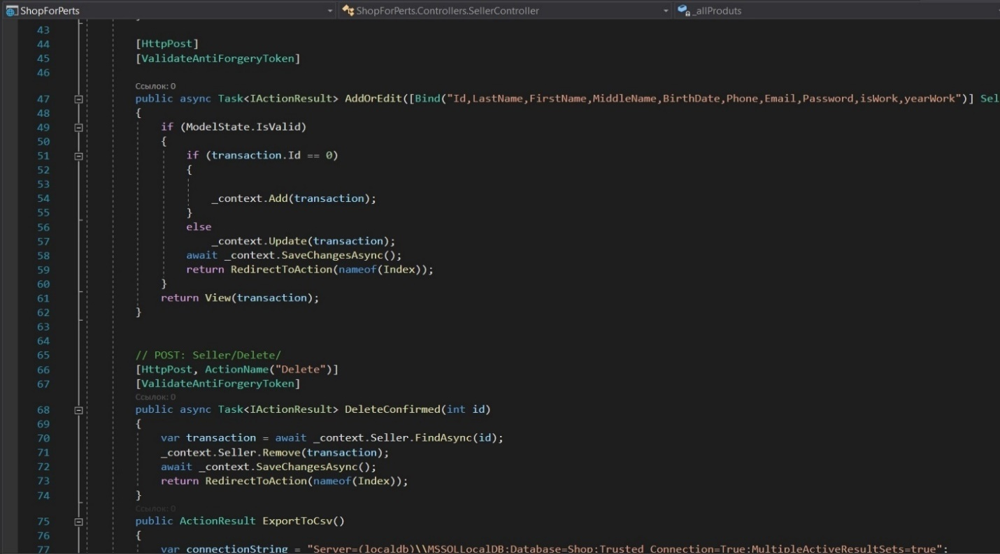 ShopForPerts ShopForPerts.Controllers.SellerController _allProduts
43
44 [HttpPost]
45 [ValidateAntiForgeryToken]
46
Ссылок: 0
47 public async Task<IActionResult> AddOrEdit([Bind("Id,LastName,FirstName,MiddleName,BirthDate,Phone,Email,Password,isWork,yearWork")] Sel
48 {
49 if (ModelState.IsValid)
50 {
51 if (transaction.Id == 0)
52 {
53
54 _context.Add(transaction);
55 }
56 else
57 _context.Update(transaction);
58 await _context.SaveChangesAsync();
59 return RedirectToAction(nameof(Index));
60 }
61 return View(transaction);
62 }
63
64
65 // POST: Seller/Delete/
66 [HttpPost, ActionName("Delete")]
67 [ValidateAntiForgeryToken]
Ссылок: 0
68 public async Task<IActionResult> DeleteConfirmed(int id)
69 {
70 var transaction = await _context.Seller.FindAsync(id);
71 _context.Seller.Remove(transaction);
72 await _context.SaveChangesAsync();
73 return RedirectToAction(nameof(Index));
74 }
Ссылок: 0
75 public ActionResult ExportToCsv()
76 {
77 var connectionString = "Server=(localdb)\\MSSQLLocalDB;Database=Shop;Trusted_Connection=True;MultipleActiveResultSets=true";